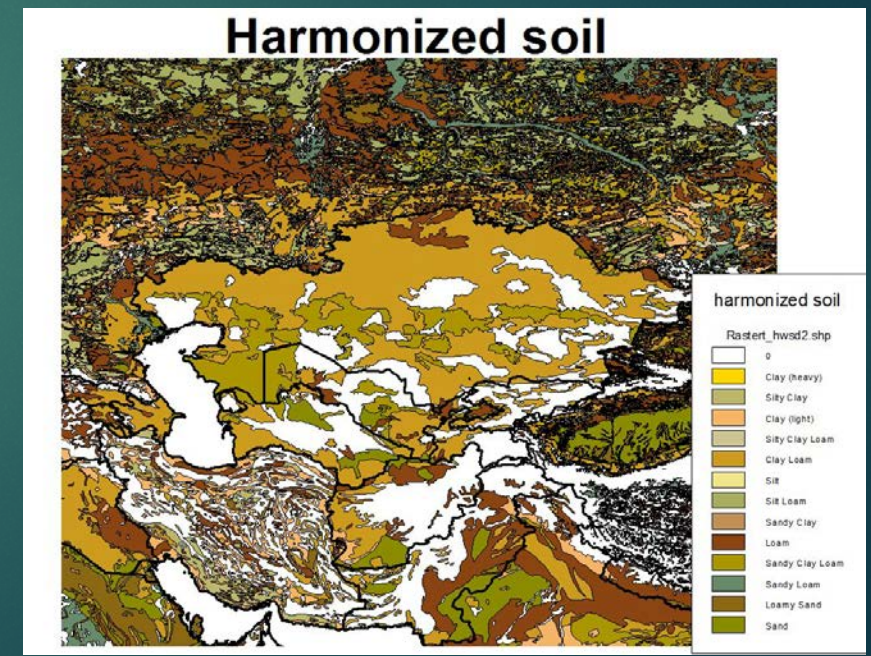 Harmonized soil
harmonized soil
Rastert_hwsd2.shp
0
Clay (heavy)
Silty Clay
Clay (light)
Silty Clay Loam
Clay Loam
Silt
Silt Loam
Sandy Clay
Loam
Sandy Clay Loam
Sandy Loam
Loamy Sand
Sand